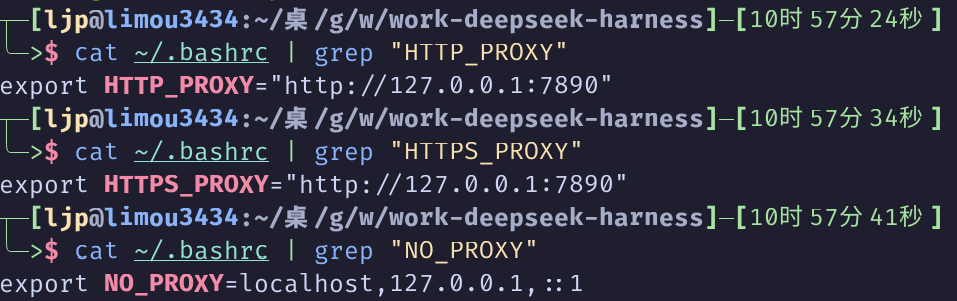 [ljp@limou3434:~/桌/g/w/work-deepseek-harness]-[10时57分24秒]
>$ cat ~/.bashrc | grep "HTTP_PROXY"
export HTTP_PROXY="http://127.0.0.1:7890"
[ljp@limou3434:~/桌/g/w/work-deepseek-harness]-[10时57分34秒]
>$ cat ~/.bashrc | grep "HTTPS_PROXY"
export HTTPS_PROXY="http://127.0.0.1:7890"
[ljp@limou3434:~/桌/g/w/work-deepseek-harness]-[10时57分41秒]
>$ cat ~/.bashrc | grep "NO_PROXY"
export NO_PROXY=localhost,127.0.0.1,::1